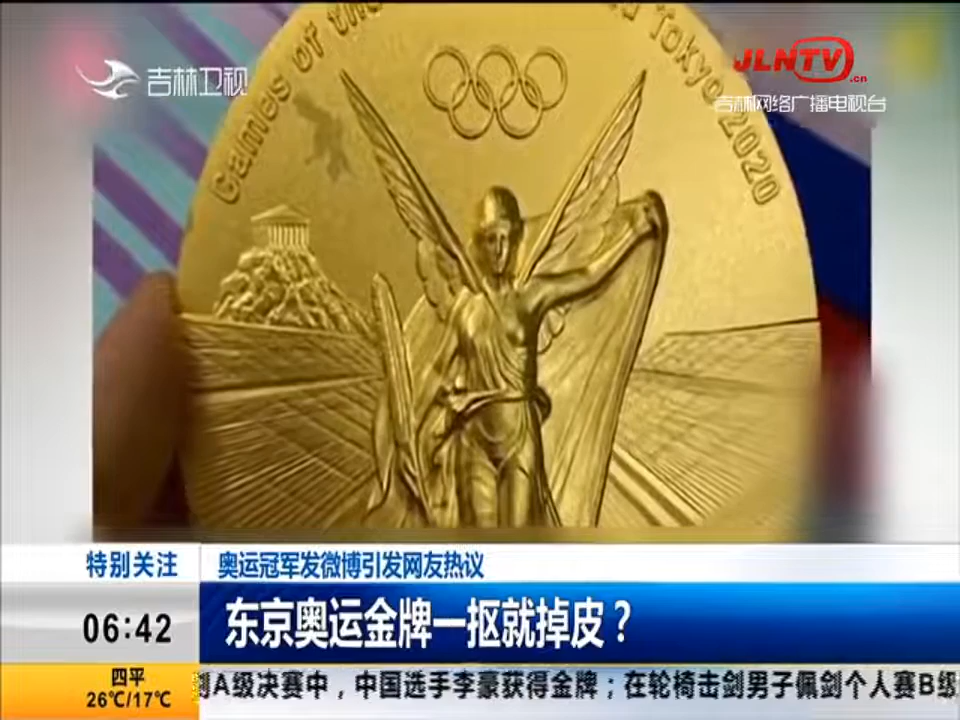 吉林卫视
JLNTV.cn
吉林网络广播电视台
Games of the
Tokyo 2020
特别关注
奥运冠军发微博引发网友热议
06:42
东京奥运金牌一抠就掉皮？
四平
26℃/17℃
剑A级决赛中，中国选手李豪获得金牌；在轮椅击剑男子佩剑个人赛B级